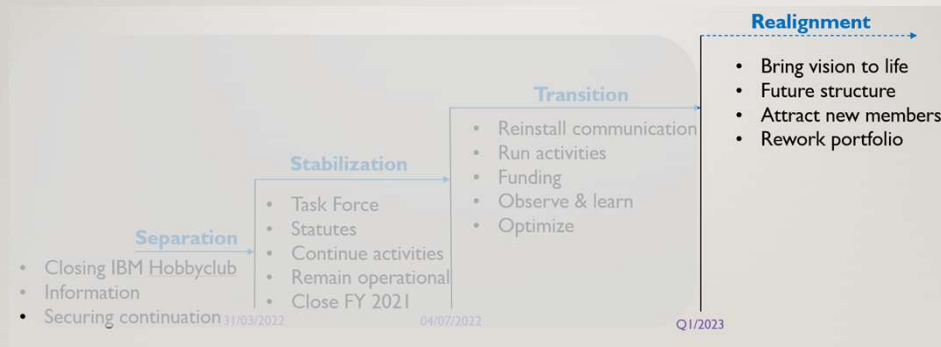 Realignment
• Bring vision to life
• Future structure
• Attract new members
• Rework portfolio
Transition
• Reinstall communication
• Run activities
• Funding
• Observe & learn
• Optimize
Stabilization
• Task Force
• Statutes
• Continue activities
• Remain operational
• Close FY 2021
Separation
• Closing IBM Hobbyclub
• Information
• Securing continuation
31/03/2022
04/07/2022
Q1/2023